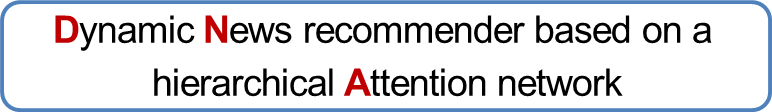 Dynamic News recommender based on a
hierarchical Attention network